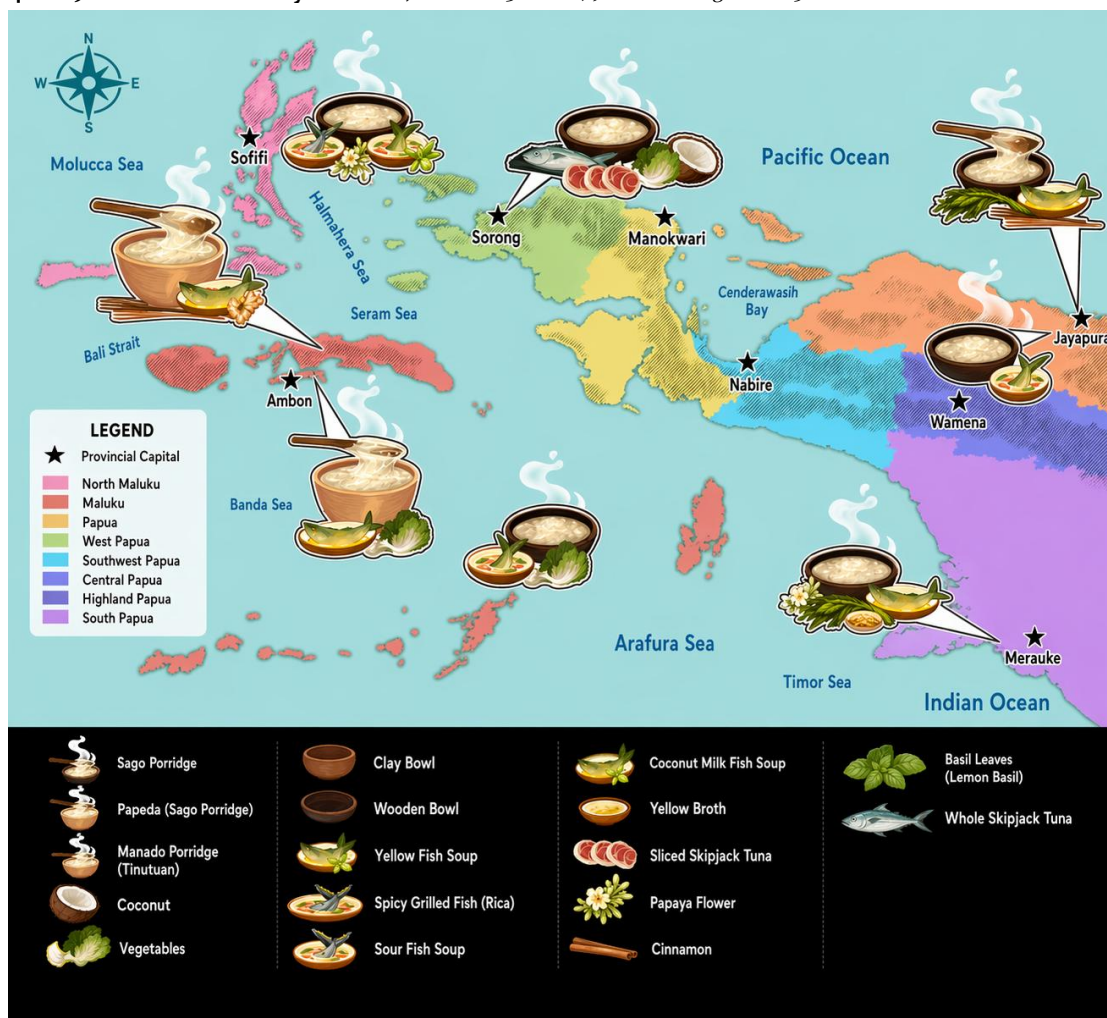 N
W E
S
Molucca Sea
Sofifi
Halmahera Sea
Seram Sea
Bali Strait
Ambon
Banda Sea
Sorong
Manokwari
Pacific Ocean
Cenderawasih
Bay
Nabire
Jayapura
Wamena
Arafura Sea
Timor Sea
Merauke
Indian Ocean
LEGEND
Provincial Capital
North Maluku
Maluku
Papua
West Papua
Southwest Papua
Central Papua
Highland Papua
South Papua
Sago Porridge
Papeda (Sago Porridge)
Manado Porridge
(Tinutuan)
Coconut
Vegetables
Clay Bowl
Wooden Bowl
Yellow Fish Soup
Spicy Grilled Fish (Rica)
Sour Fish Soup
Coconut Milk Fish Soup
Yellow Broth
Sliced Skipjack Tuna
Papaya Flower
Cinnamon
Basil Leaves
(Lemon Basil)
Whole Skipjack Tuna